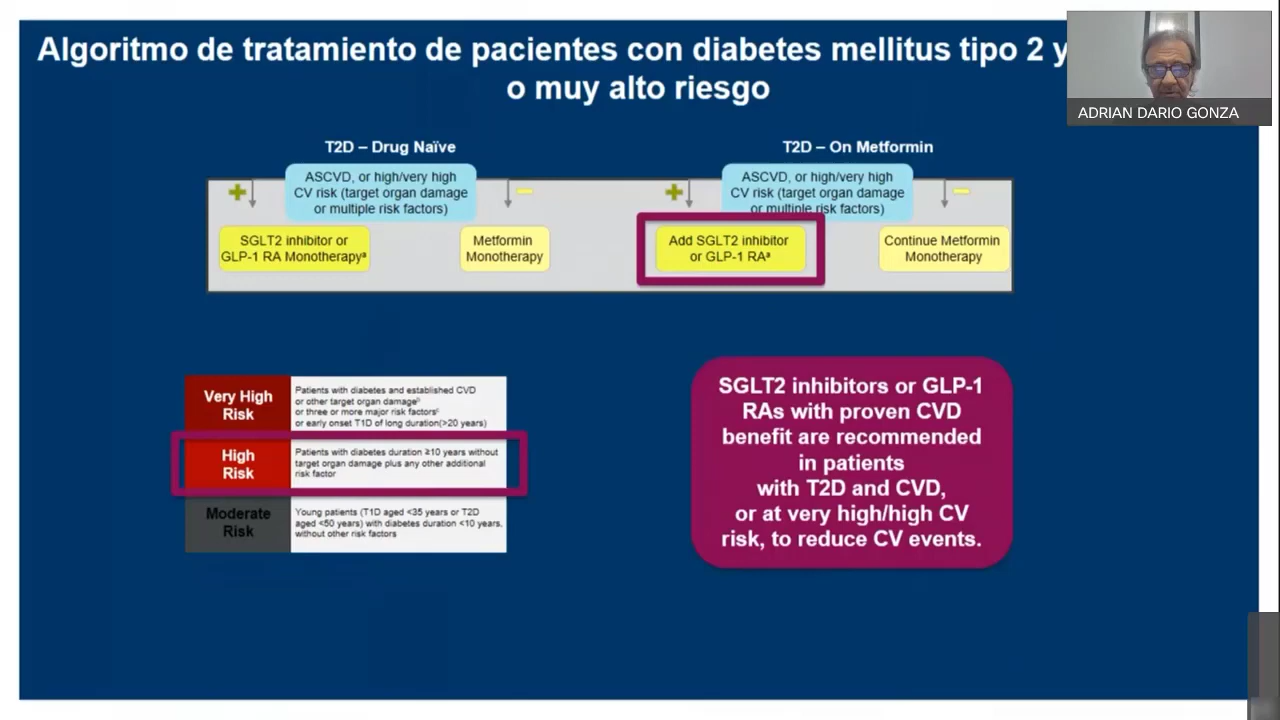 Algoritmo de tratamiento de pacientes con diabetes mellitus tipo 2 y
o muy alto riesgo
ADRIAN DARIO GONZA
T2D – Drug Naïve
ASCVD, or high/very high
CV risk (target organ damage
or multiple risk factors)
SGLT2 inhibitor or
GLP-1 RA Monotherapyᵃ
Metformin
Monotherapy
T2D – On Metformin
ASCVD, or high/very high
CV risk (target organ damage
or multiple risk factors)
Add SGLT2 inhibitor
or GLP-1 RAᵃ
Continue Metformin
Monotherapy
Very High
Risk
Patients with diabetes and established CVD
or other target organ damageᵇ
or three or more major risk factorsᶜ
or early onset T1D of long duration(>20 years)
High
Risk
Patients with diabetes duration ≥10 years without
target organ damage plus any other additional
risk factor
Moderate
Risk
Young patients (T1D aged <35 years or T2D
aged <50 years) with diabetes duration <10 years,
without other risk factors
SGLT2 inhibitors or GLP-1
RAs with proven CVD
benefit are recommended
in patients
with T2D and CVD,
or at very high/high CV
risk, to reduce CV events.